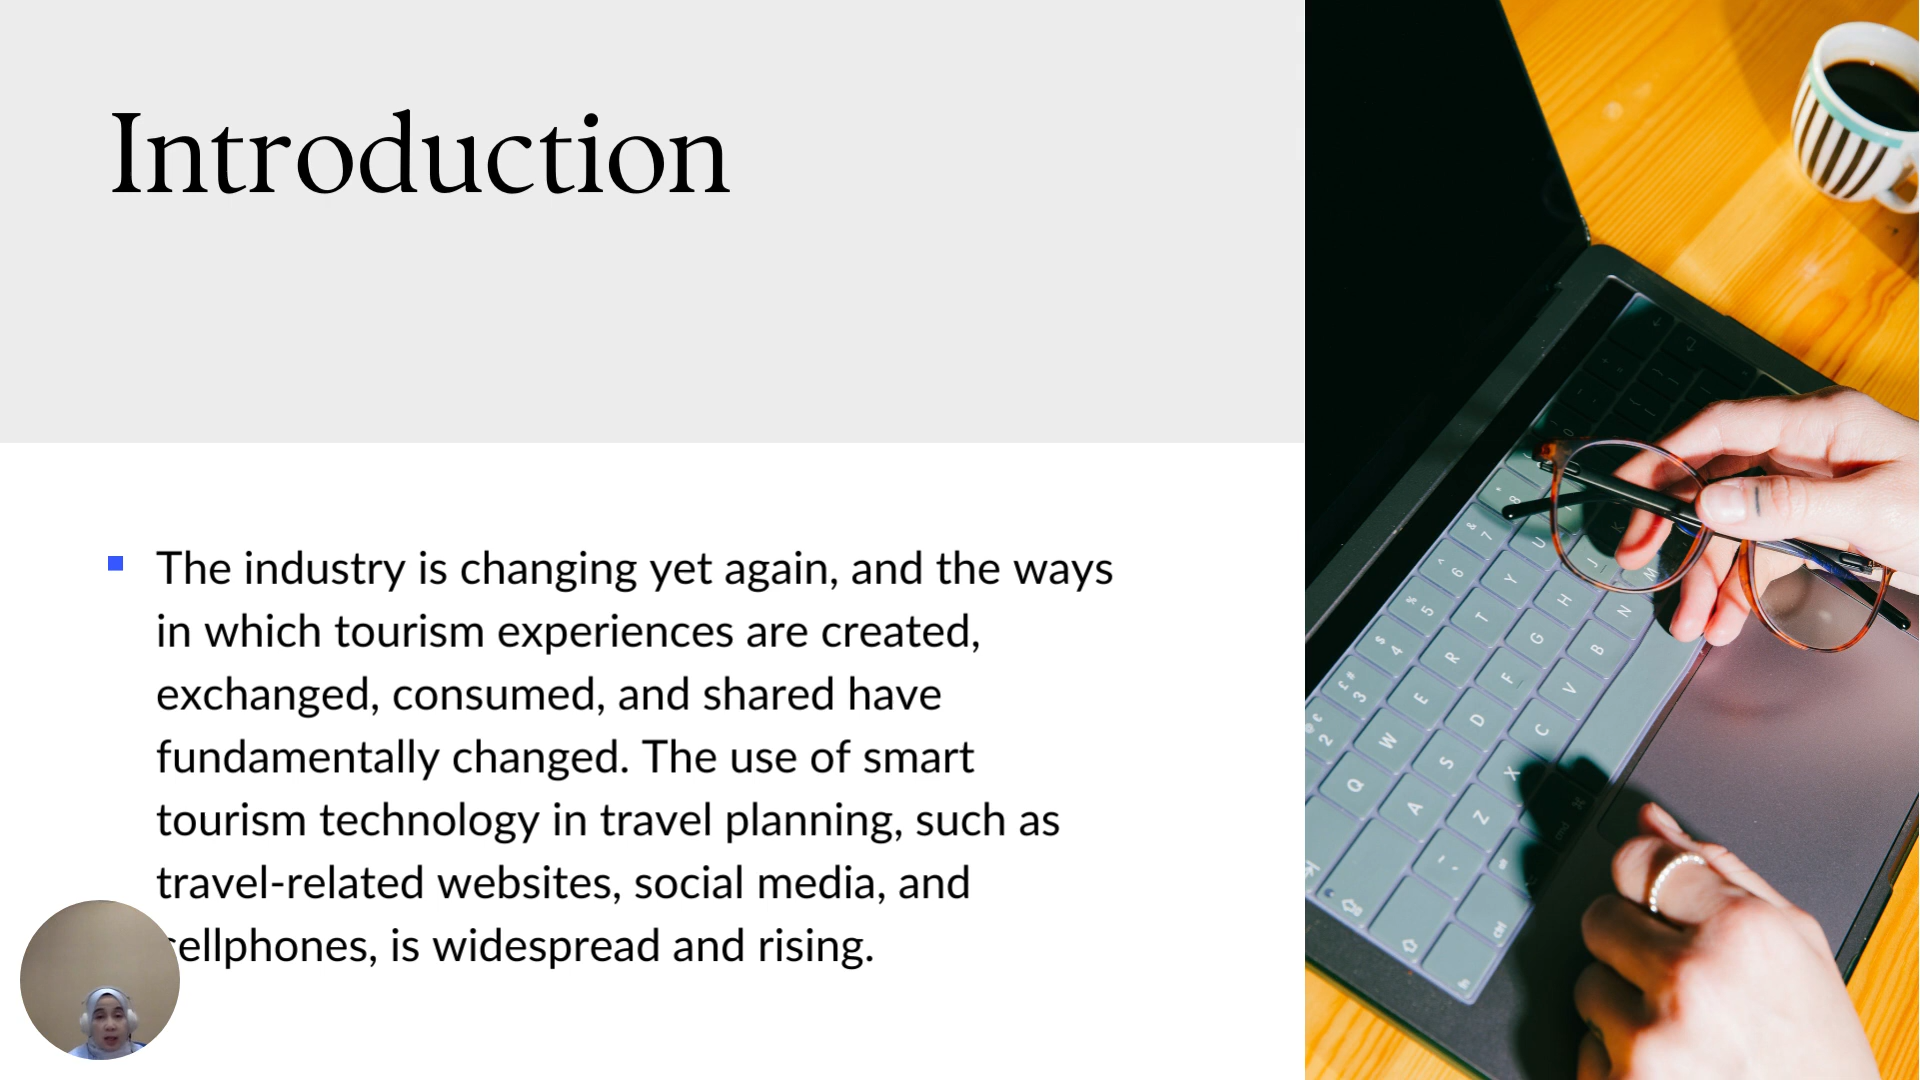 Introduction
The industry is changing yet again, and the ways
in which tourism experiences are created,
exchanged, consumed, and shared have
fundamentally changed. The use of smart
tourism technology in travel planning, such as
travel-related websites, social media, and
cellphones, is widespread and rising.